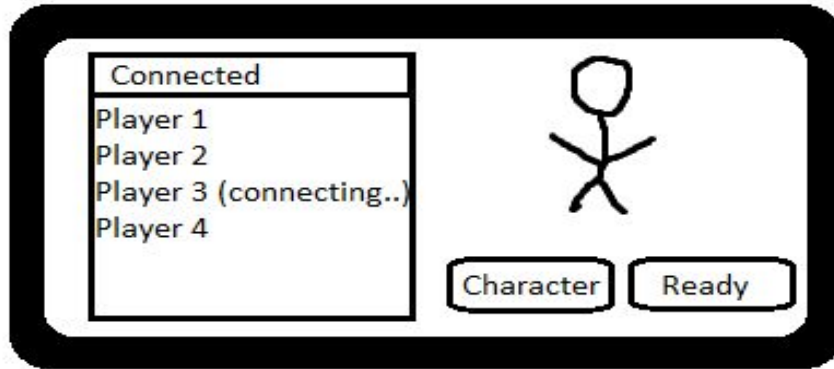 Connected
Player 1
Player 2
Player 3 (connecting..)
Player 4
Character
Ready